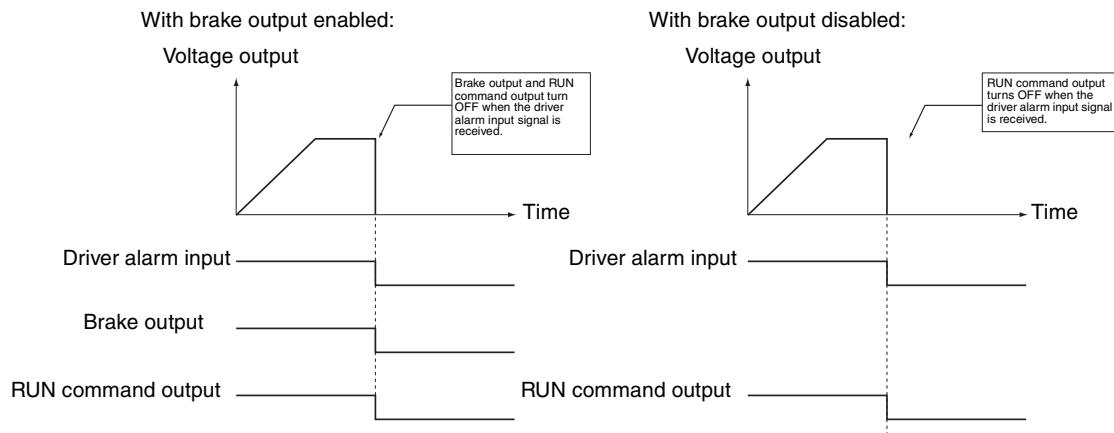 With brake output enabled:
Voltage output
Brake output and RUN
command output turn
OFF when the driver
alarm input signal is
received.
Time
Driver alarm input
Brake output
RUN command output
With brake output disabled:
Voltage output
RUN command output
turns OFF when the
driver alarm input signal
is received.
Time
Driver alarm input
RUN command output